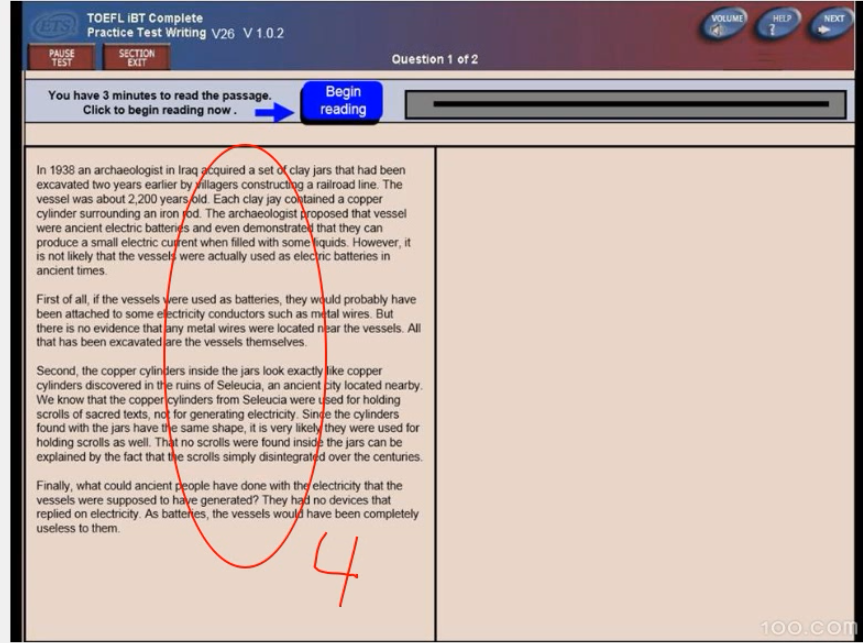 ETS
TOEFL iBT Complete
Practice Test Writing V26 V 1.0.2
VOLUME
HELP
?
NEXT
PAUSE
TEST
SECTION
EXIT
Question 1 of 2
You have 3 minutes to read the passage.
Click to begin reading now .
Begin
reading
In 1938 an archaeologist in Iraq acquired a set of clay jars that had been
excavated two years earlier by villagers constructing a railroad line. The
vessel was about 2,200 years old. Each clay jay contained a copper
cylinder surrounding an iron rod. The archaeologist proposed that vessel
were ancient electric batteries and even demonstrated that they can
produce a small electric current when filled with some liquids. However, it
is not likely that the vessels were actually used as electric batteries in
ancient times.
First of all, if the vessels were used as batteries, they would probably have
been attached to some electricity conductors such as metal wires. But
there is no evidence that any metal wires were located near the vessels. All
that has been excavated are the vessels themselves.
Second, the copper cylinders inside the jars look exactly like copper
cylinders discovered in the ruins of Seleucia, an ancient city located nearby.
We know that the copper cylinders from Seleucia were used for holding
scrolls of sacred texts, not for generating electricity. Since the cylinders
found with the jars have the same shape, it is very likely they were used for
holding scrolls as well. That no scrolls were found inside the jars can be
explained by the fact that the scrolls simply disintegrated over the centuries.
Finally, what could ancient people have done with the electricity that the
vessels were supposed to have generated? They had no devices that
replied on electricity. As batteries, the vessels would have been completely
useless to them.
4
100.com